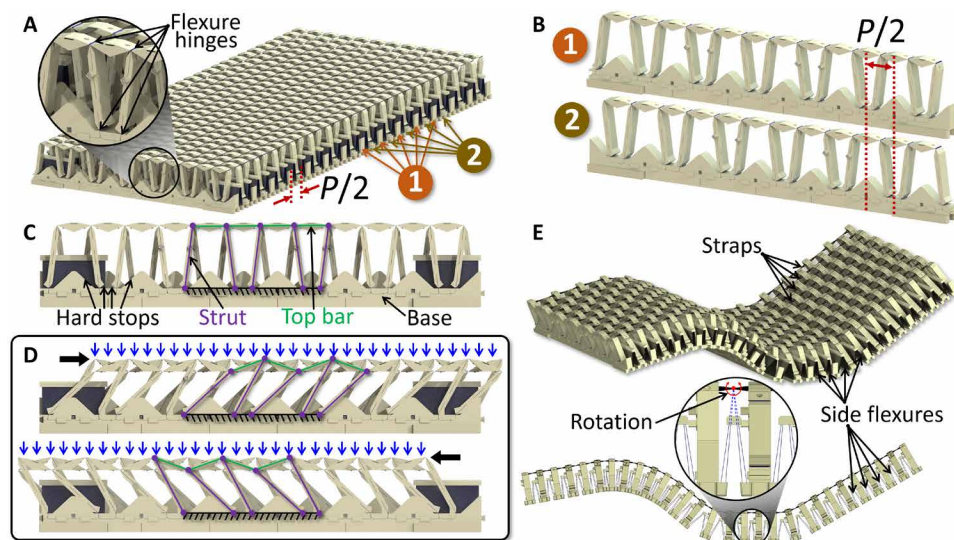 A
Flexure
hinges
1
2
P/2
B
1
2
P/2
C
Hard stops
Strut
Top bar
Base
D
E
Straps
Rotation
Side flexures